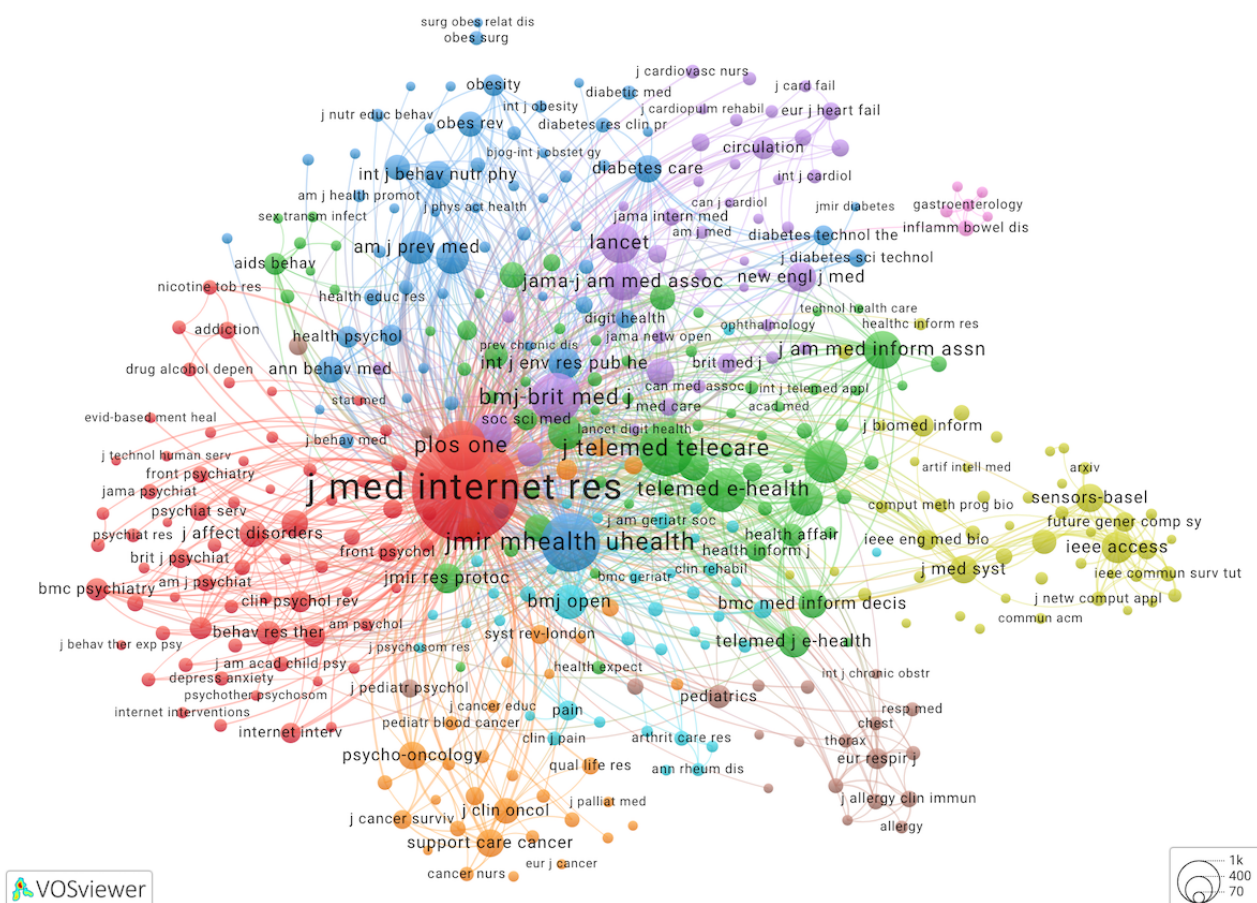 surg obes relat dis
obes surg
j cardiovasc nurs
obesity
j card fail
diabetic med
int j obesity
j cardiopulm rehabil
eur j heart fail
j nutr educ behav
obes rev
diabetes res clin pr
circulation
bjog-int j obstet gy
diabetes care
int j behav nutr phy
int j cardiol
am j health promot
can j cardiol
gastroenterology
j phys act health
jmir diabetes
sex transm infect
jama intern med
inflamm bowel dis
am j med
diabetes technol the
lancet
am j prev med
j diabetes sci technol
aids behav
new engl j med
jama-j am med assoc
nicotine tob res
health educ res
technol health care
digit health
ophthalmology
healthc inform res
addiction
health psychol
jama netw open
prev chronic dis
j am med inform assn
int j env res pub he
brit med j
drug alcohol depen
ann behav med
can med assoc j
int j telemed appl
bmj-brit med j
stat med
med care
acad med
evid-based ment heal
soc sci med
j biomed inform
lancet digit health
j behav med
plos one
j telemed telecare
j technol human serv
artif intell med
arxiv
front psychiatry
j med internet res
telemed e-health
jama psychiat
sensors-basel
comput meth prog bio
psychiatr serv
j am geriatr soc
future gener comp sy
psychiat res
j affect disorders
health affair
ieee eng med bio
jmir mhealth uhealth
ieee access
front psychol
health inform j
brit j psychiat
j med syst
clin rehabil
ieee commun surv tut
jmir res protoc
bmc geriatr
am j psychiat
bmc psychiatry
j netw comput appl
clin psychol rev
bmj open
bmc med inform decis
commun acm
am psychol
behav res ther
syst rev-london
telemed j e-health
j behav ther exp psy
j psychosom res
j am acad child psy
health expect
int j chronic obstr
depress anxiety
j pediatr psychol
psychother psychosom
pediatrics
j cancer educ
internet interventions
pain
resp med
pediatr blood cancer
chest
internet interv
clin j pain
arthrit care res
thorax
psycho-oncology
eur respir j
qual life res
ann rheum dis
j allergy clin immun
j palliat med
j clin oncol
j cancer surviv
allergy
support care cancer
eur j cancer
cancer nurs
VOSviewer
1k
400
70